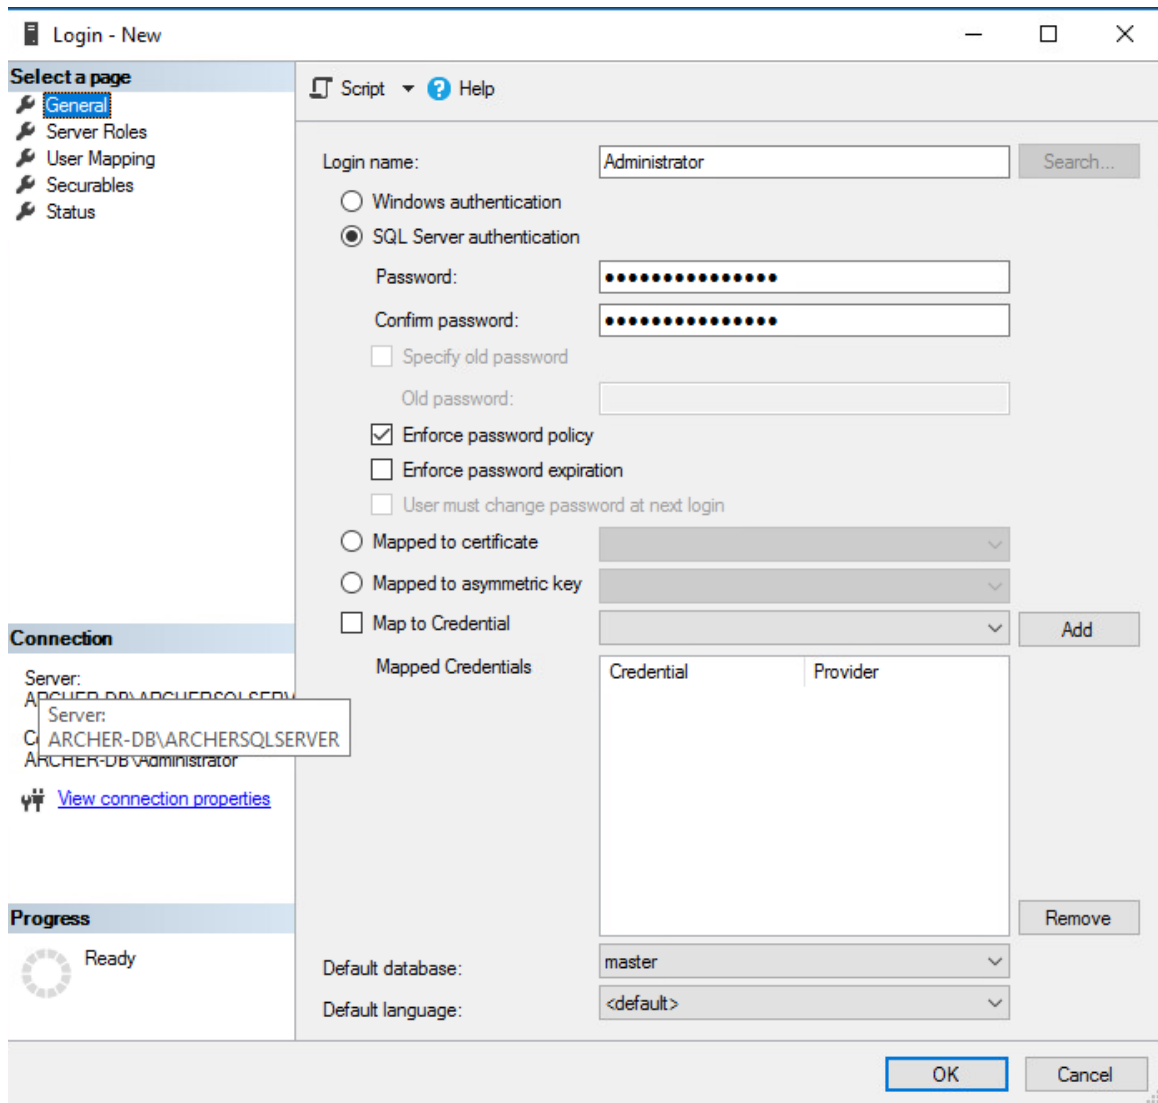 Login - New
Select a page
General
Server Roles
User Mapping
Securables
Status
Script
Help
Login name:
Administrator
Search...
Windows authentication
SQL Server authentication
Password:
•••••••••••••••
Confirm password:
•••••••••••••••
Specify old password
Old password:
Enforce password policy
Enforce password expiration
User must change password at next login
Mapped to certificate
Mapped to asymmetric key
Map to Credential
Add
Mapped Credentials
Credential
Provider
Remove
Default database:
master
Default language:
<default>
Connection
Server:
ARCHER-DB\ARCHERSQLSERV
Server:
ARCHER-DB\ARCHERSQLSERVER
ARCHER-DB\Administrator
View connection properties
Progress
Ready
OK
Cancel